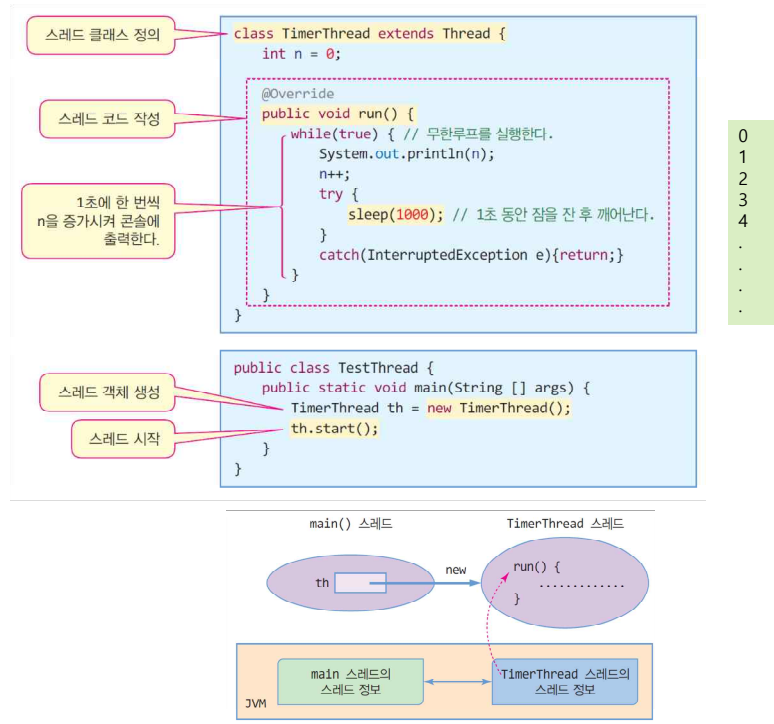 스레드 클래스 정의
class TimerThread extends Thread {
int n = 0;
@Override
스레드 코드 작성
public void run() {
while(true) { // 무한루프를 실행한다.
System.out.println(n);
n++;
try {
1초에 한 번씩
n을 증가시켜 콘솔에
출력한다.
sleep(1000); // 1초 동안 잠을 잔 후 깨어난다.
}
catch(InterruptedException e){return;}
}
}
}
0
1
2
3
4
.
.
.
.
public class TestThread {
public static void main(String [] args) {
스레드 객체 생성
TimerThread th = new TimerThread();
스레드 시작
th.start();
}
}
main() 스레드
TimerThread 스레드
th
new
run() {
.............
}
main 스레드의
스레드 정보
TimerThread 스레드의
스레드 정보
JVM